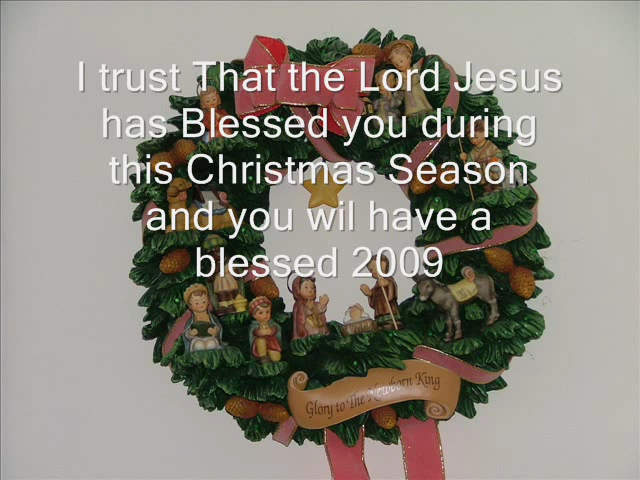 I trust That the Lord Jesus
has Blessed you during
this Christmas Season
and you wil have a
blessed 2009
Glory to The Newborn King